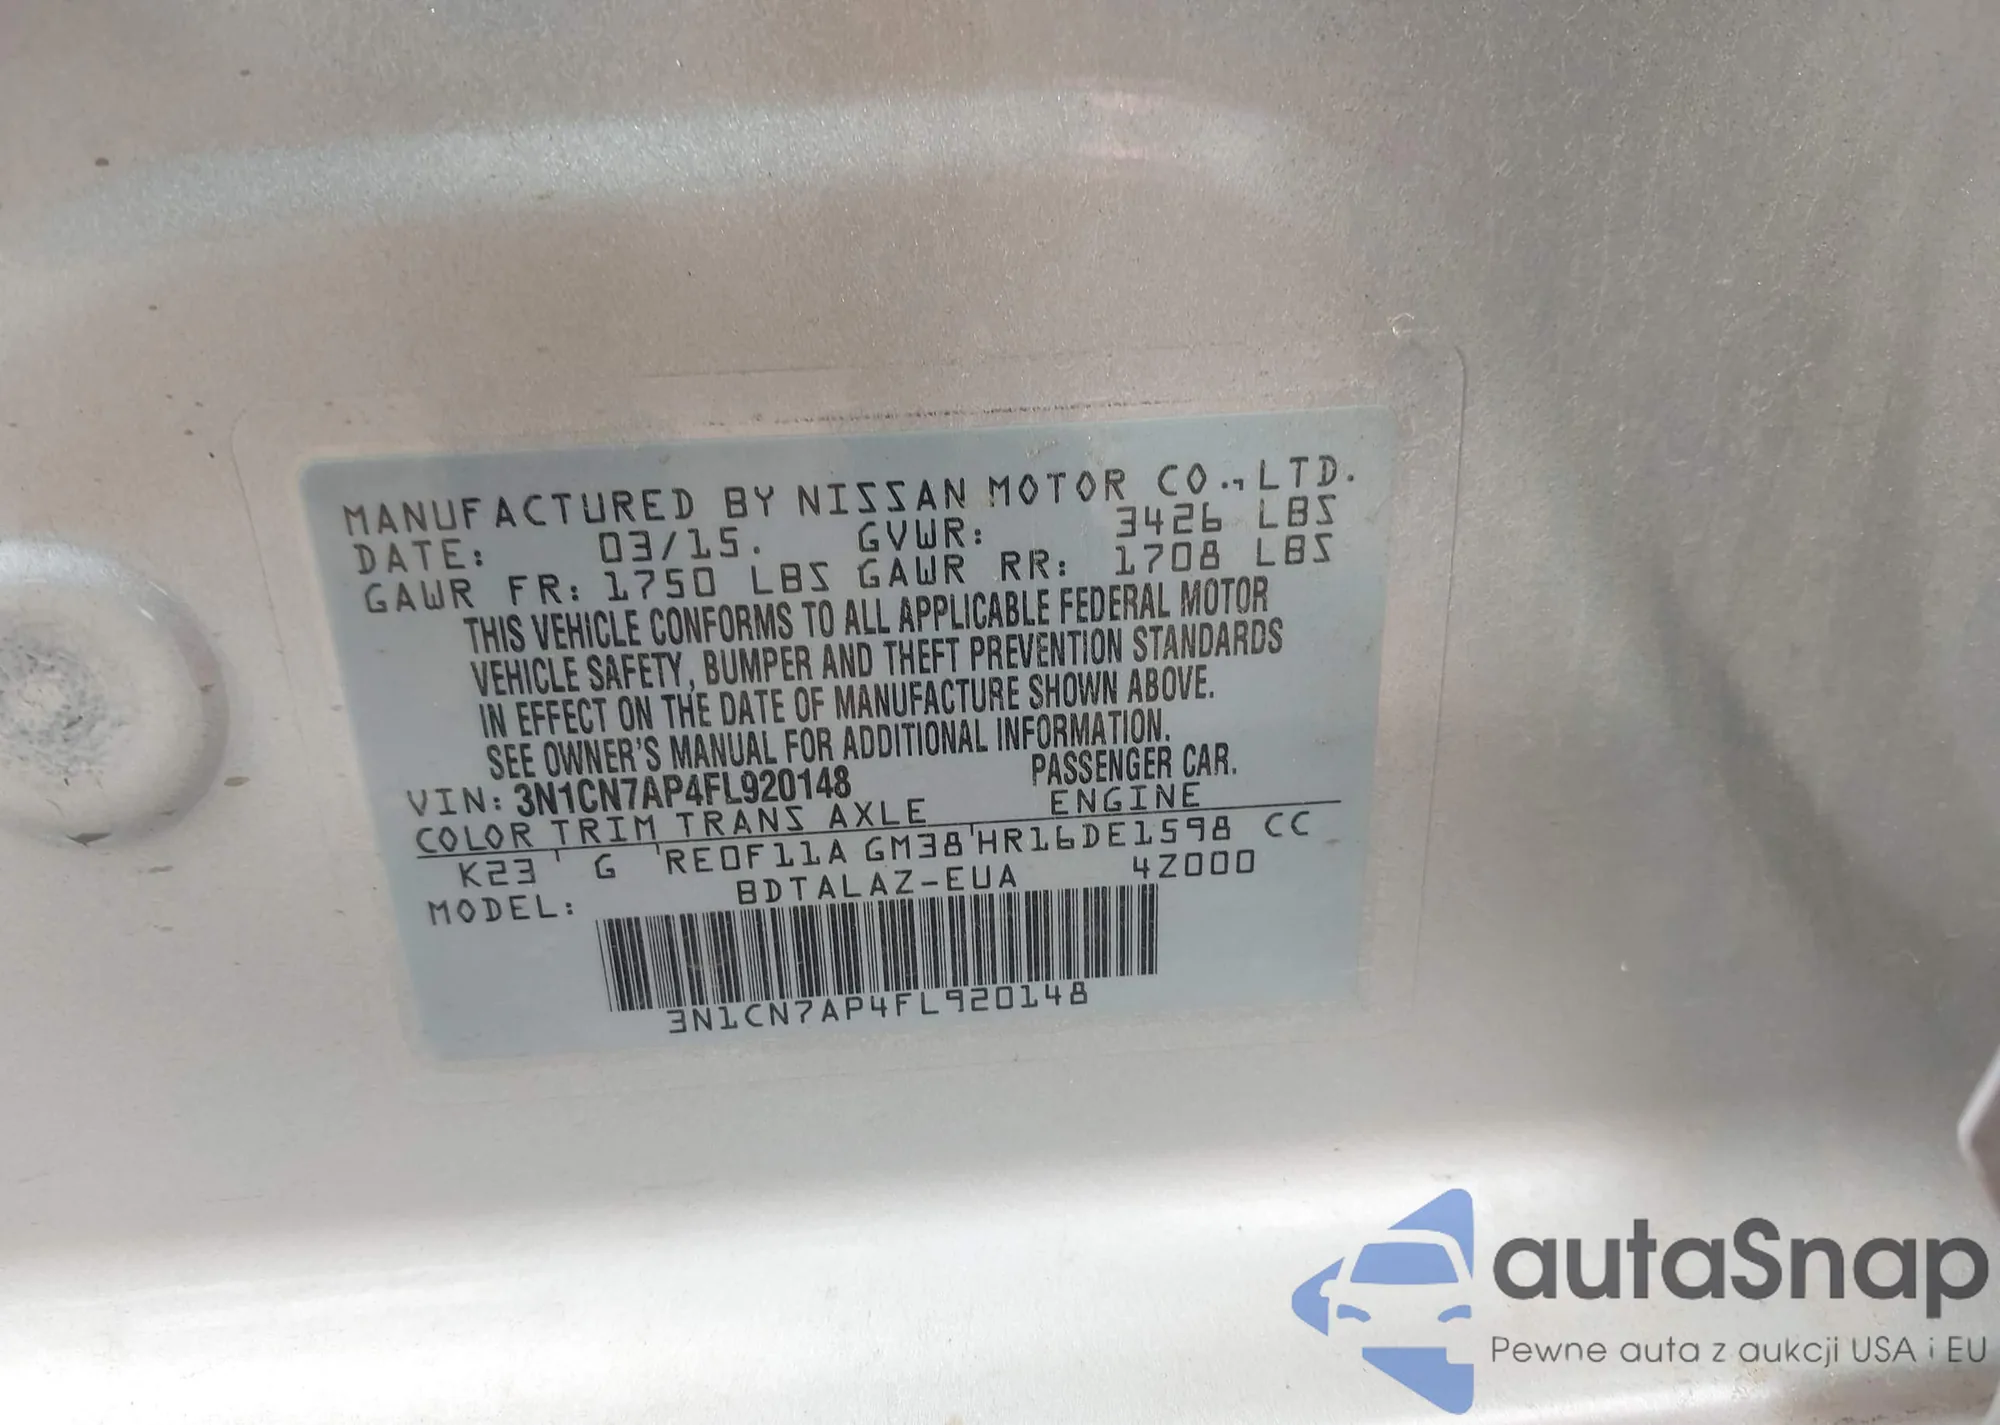 MANUFACTURED BY NISSAN MOTOR CO., LTD.
DATE: 03/15. GVWR: 3426 LBS
GAWR FR: 1750 LBS GAWR RR: 1708 LBS
THIS VEHICLE CONFORMS TO ALL APPLICABLE FEDERAL MOTOR
VEHICLE SAFETY, BUMPER AND THEFT PREVENTION STANDARDS
IN EFFECT ON THE DATE OF MANUFACTURE SHOWN ABOVE.
SEE OWNER'S MANUAL FOR ADDITIONAL INFORMATION.
VIN: 3N1CN7AP4FL920148 PASSENGER CAR.
COLOR TRIM TRANS AXLE ENGINE
K23 G RE0F11A GM38 HR16DE1598 CC
MODEL: BDTALAZ-EUA 4Z000
3N1CN7AP4FL920148
autaSnap
Pewne auta z aukcji USA i EU